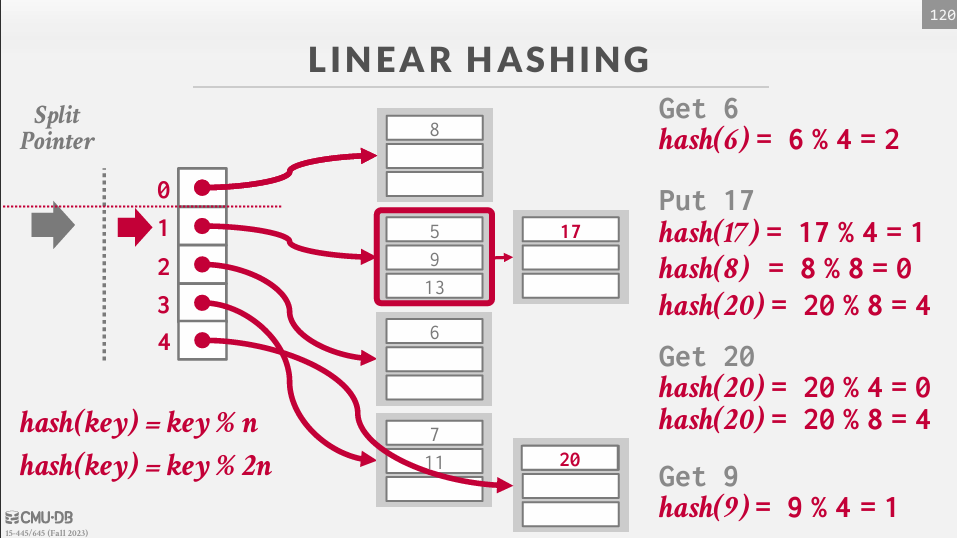 120
LINEAR HASHING
Split
Pointer
0
1
2
3
4
8
5
9
13
17
6
7
11
20
hash(key) = key % n
hash(key) = key % 2n
Get 6
hash(6) = 6 % 4 = 2
Put 17
hash(17) = 17 % 4 = 1
hash(8) = 8 % 8 = 0
hash(20) = 20 % 8 = 4
Get 20
hash(20) = 20 % 4 = 0
hash(20) = 20 % 8 = 4
Get 9
hash(9) = 9 % 4 = 1
CMU·DB
15-445/645 (Fall 2023)